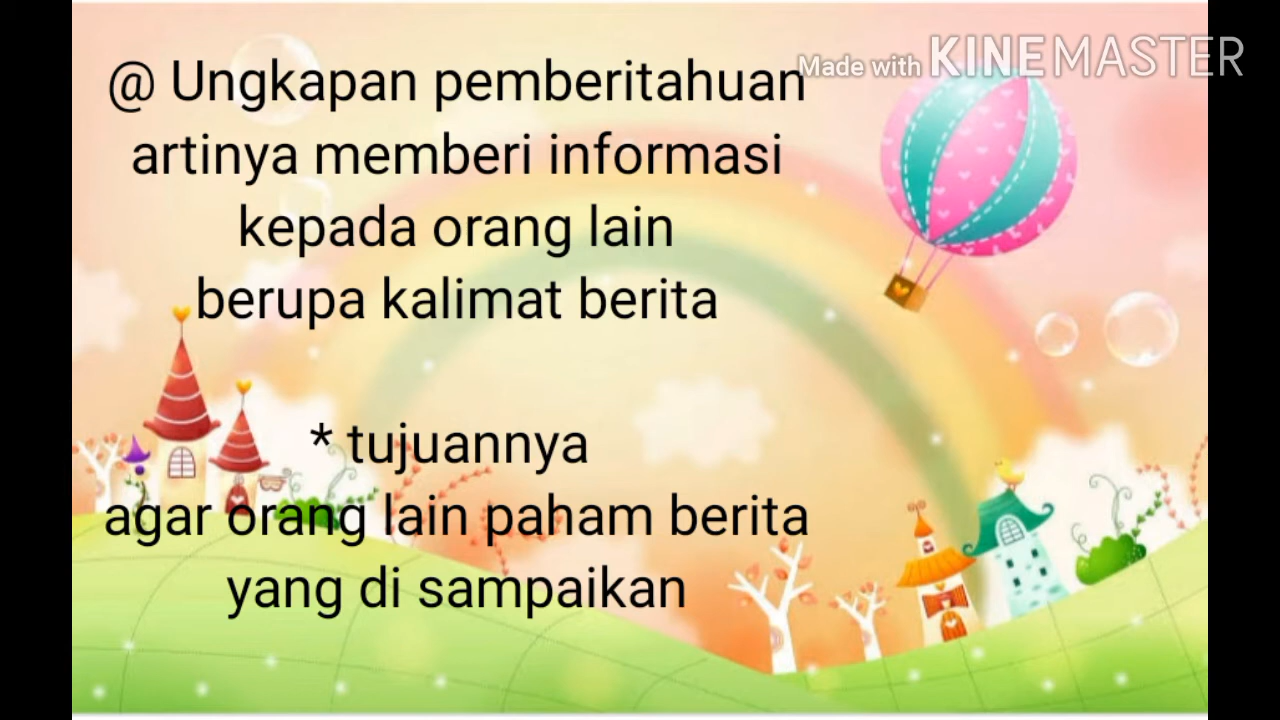 Made with KINEMASTER
@ Ungkapan pemberitahuan
artinya memberi informasi
kepada orang lain
berupa kalimat berita
* tujuannya
agar orang lain paham berita
yang di sampaikan